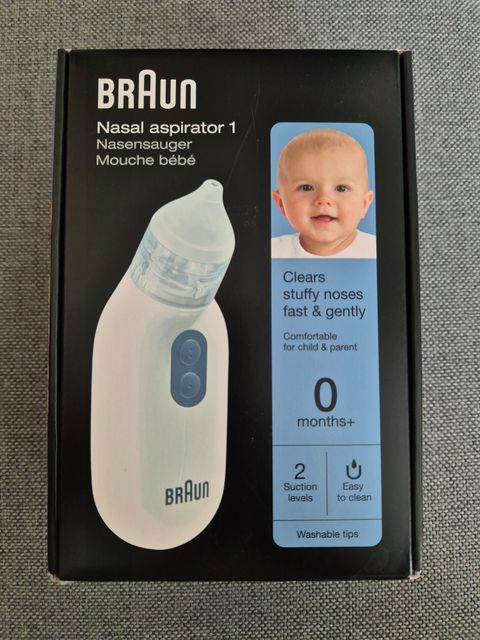 BRAUN
Nasal aspirator 1
Nasensauger
Mouche bébé
Clears
stuffy noses
fast & gently
Comfortable
for child & parent
0
months+
2
Suction
levels
Easy
to clean
Washable tips
BRAUN